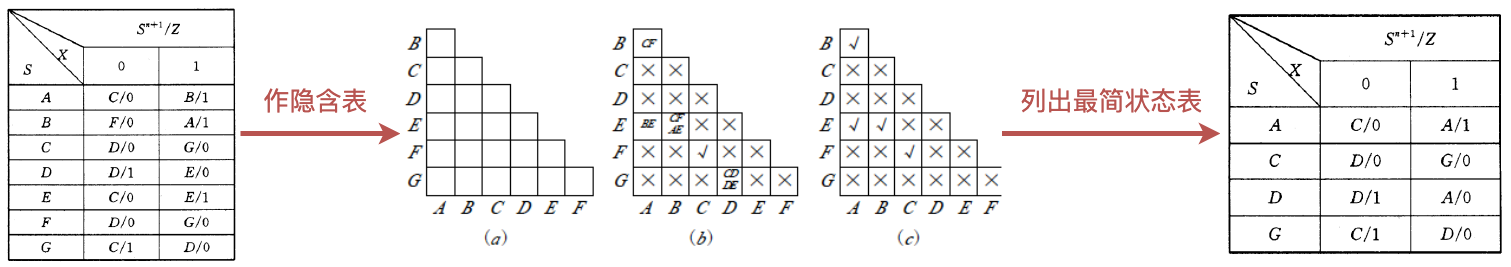 Sⁿ⁺¹/Z
X
S
0 1
A C/0 B/1
B F/0 A/1
C D/0 G/0
D D/1 E/0
E C/0 E/1
F D/0 G/0
G C/1 D/0
作隐含表
B
C
D
E
F
G
A B C D E F
(a)
B CF
C × ×
D × × ×
E BE CF AE × ×
F × × √ × ×
G × × × CD DE × ×
A B C D E F
(b)
B √
C × ×
D × × ×
E √ √ × ×
F × × √ × ×
G × × × × × ×
A B C D E F
(c)
列出最简状态表
Sⁿ⁺¹/Z
X
S
0 1
A C/0 A/1
C D/0 G/0
D D/1 A/0
G C/1 D/0